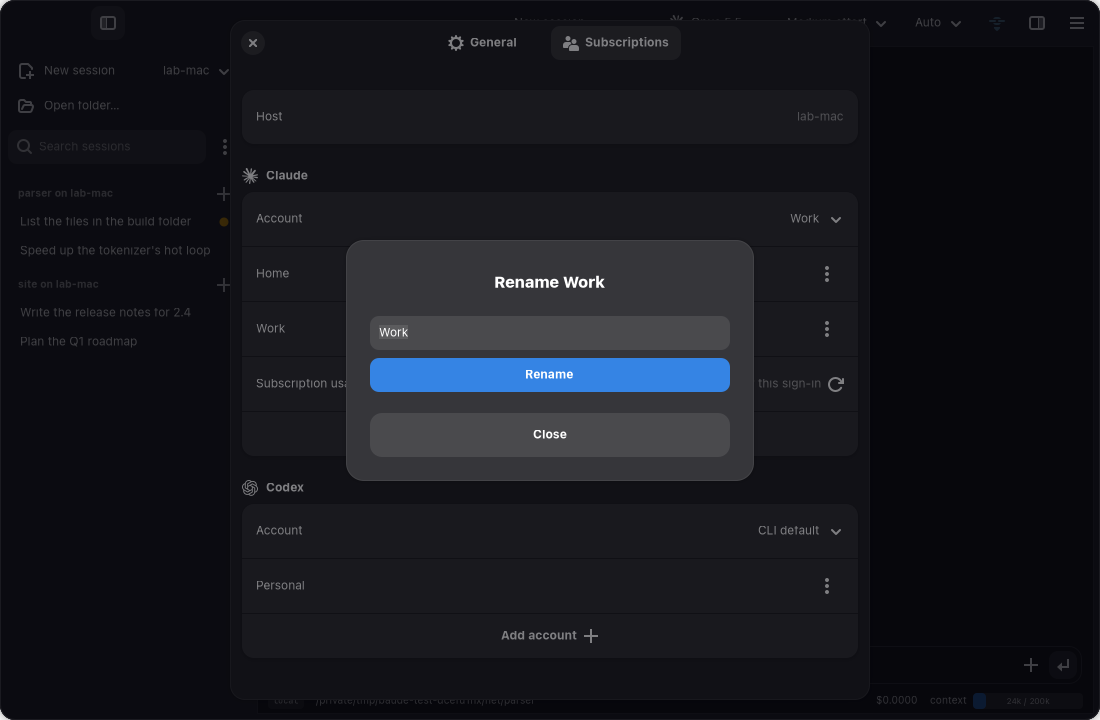 Auto
General
Subscriptions
New session
lab-mac
Open folder...
Search sessions
parser on lab-mac
List the files in the build folder
Speed up the tokenizer's hot loop
site on lab-mac
Write the release notes for 2.4
Plan the Q1 roadmap
Host
lab-mac
Claude
Account
Work
Home
Work
Subscription usa
this sign-in
Rename Work
Work
Rename
Close
Codex
Account
CLI default
Personal
Add account
$0.0000
context
24k / 200k